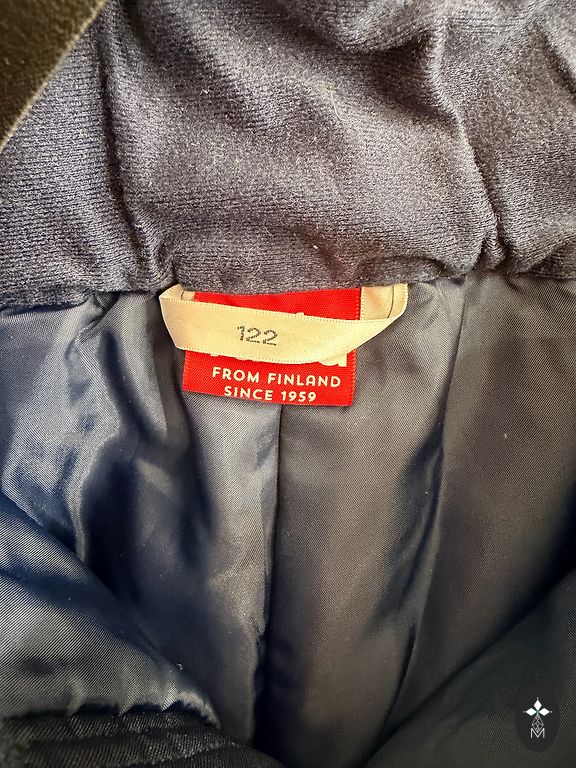 122
FROM FINLAND
SINCE 1959